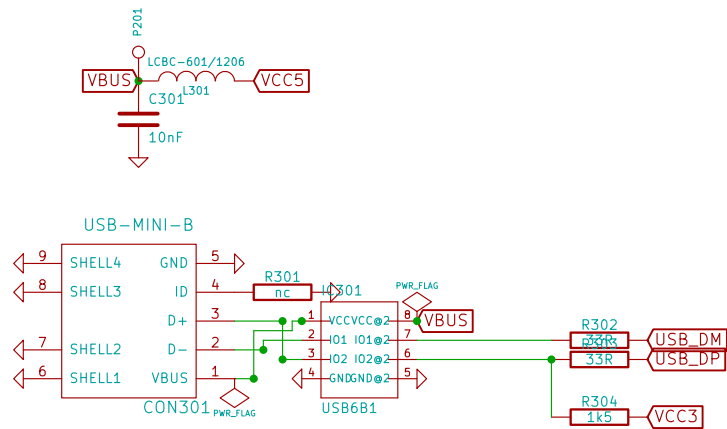 P201
LCBC-601/1206
VBUS
VCC5
L301
C301
10nF
USB-MINI-B
9 SHELL4 GND 5
8 SHELL3 ID 4
D+ 3
7 SHELL2 D- 2
6 SHELL1 VBUS 1
CON301
PWR_FLAG
R301
nc
IC301
PWR_FLAG
1 VCC VCC@2 8
VBUS
2 IO1 IO1@2 7
3 IO2 IO2@2 6
4 GND GND@2 5
USB6B1
R302
33R
USB_DM
R303
33R
USB_DP
R304
1k5
VCC3